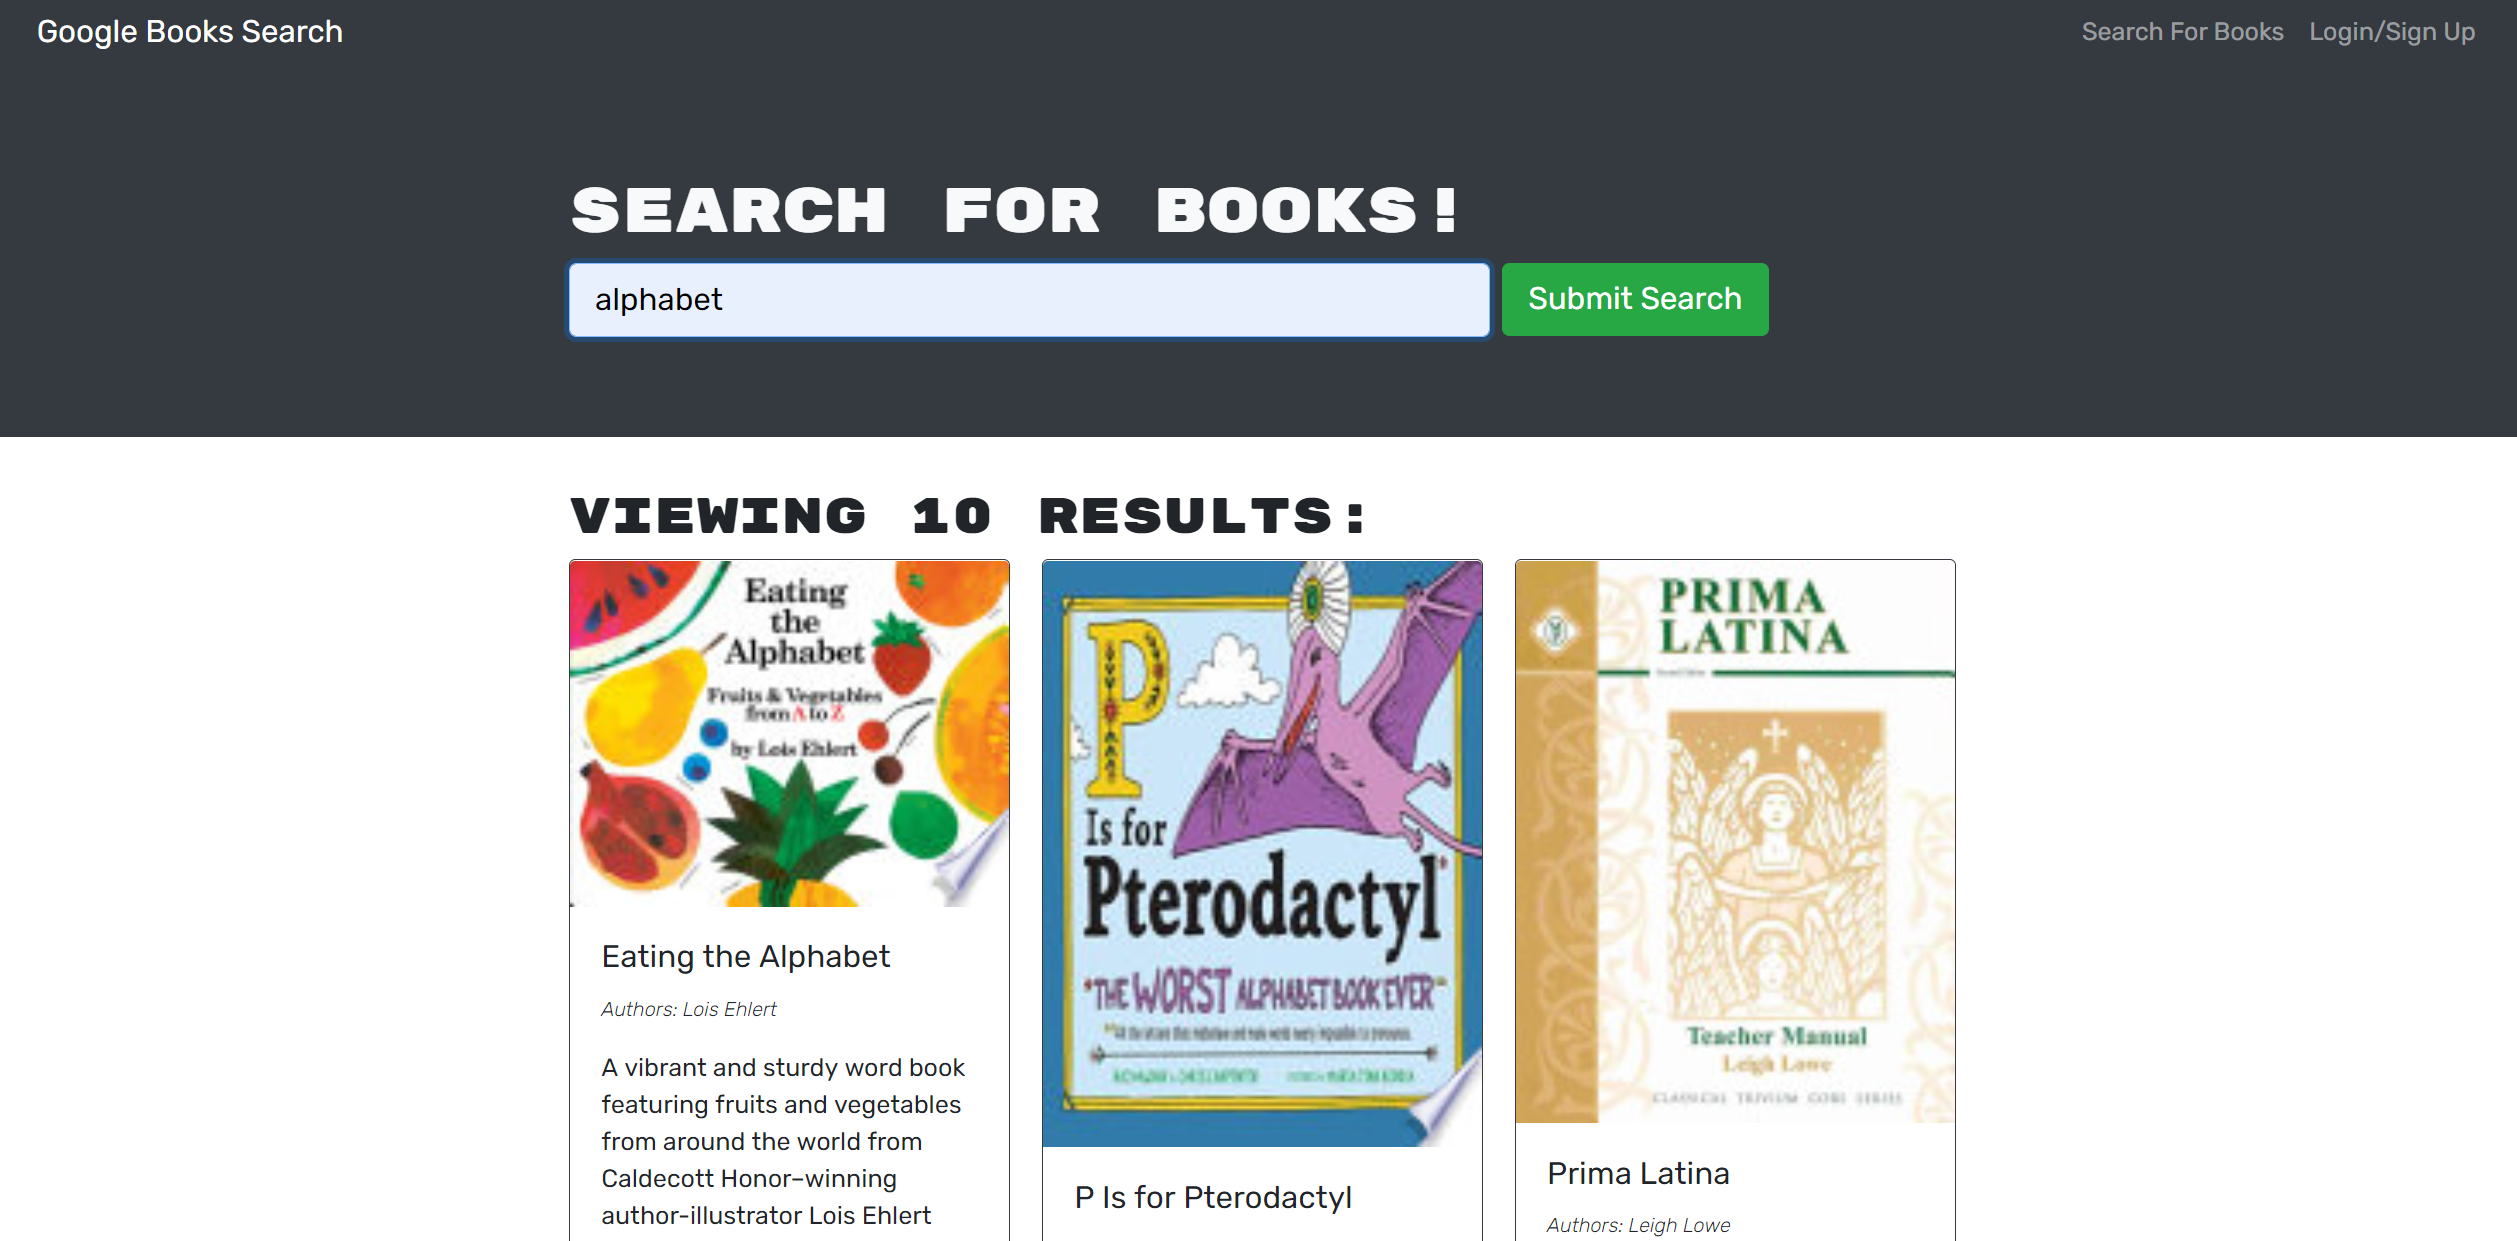 Google Books Search
Search For Books Login/Sign Up
SEARCH FOR BOOKS!
alphabet
Submit Search
VIEWING 10 RESULTS:
Eating
the
Alphabet
Fruits & Vegetables
from A to Z
by Lois Ehlert
Eating the Alphabet
Authors: Lois Ehlert
A vibrant and sturdy word book
featuring fruits and vegetables
from around the world from
Caldecott Honor–winning
author-illustrator Lois Ehlert
P
Is for
Pterodactyl
THE WORST ALPHABET BOOK EVER
P Is for Pterodactyl
PRIMA
LATINA
Teacher Manual
Leigh Lowe
CLASSICAL TRIVIUM CORE SERIES
Prima Latina
Authors: Leigh Lowe